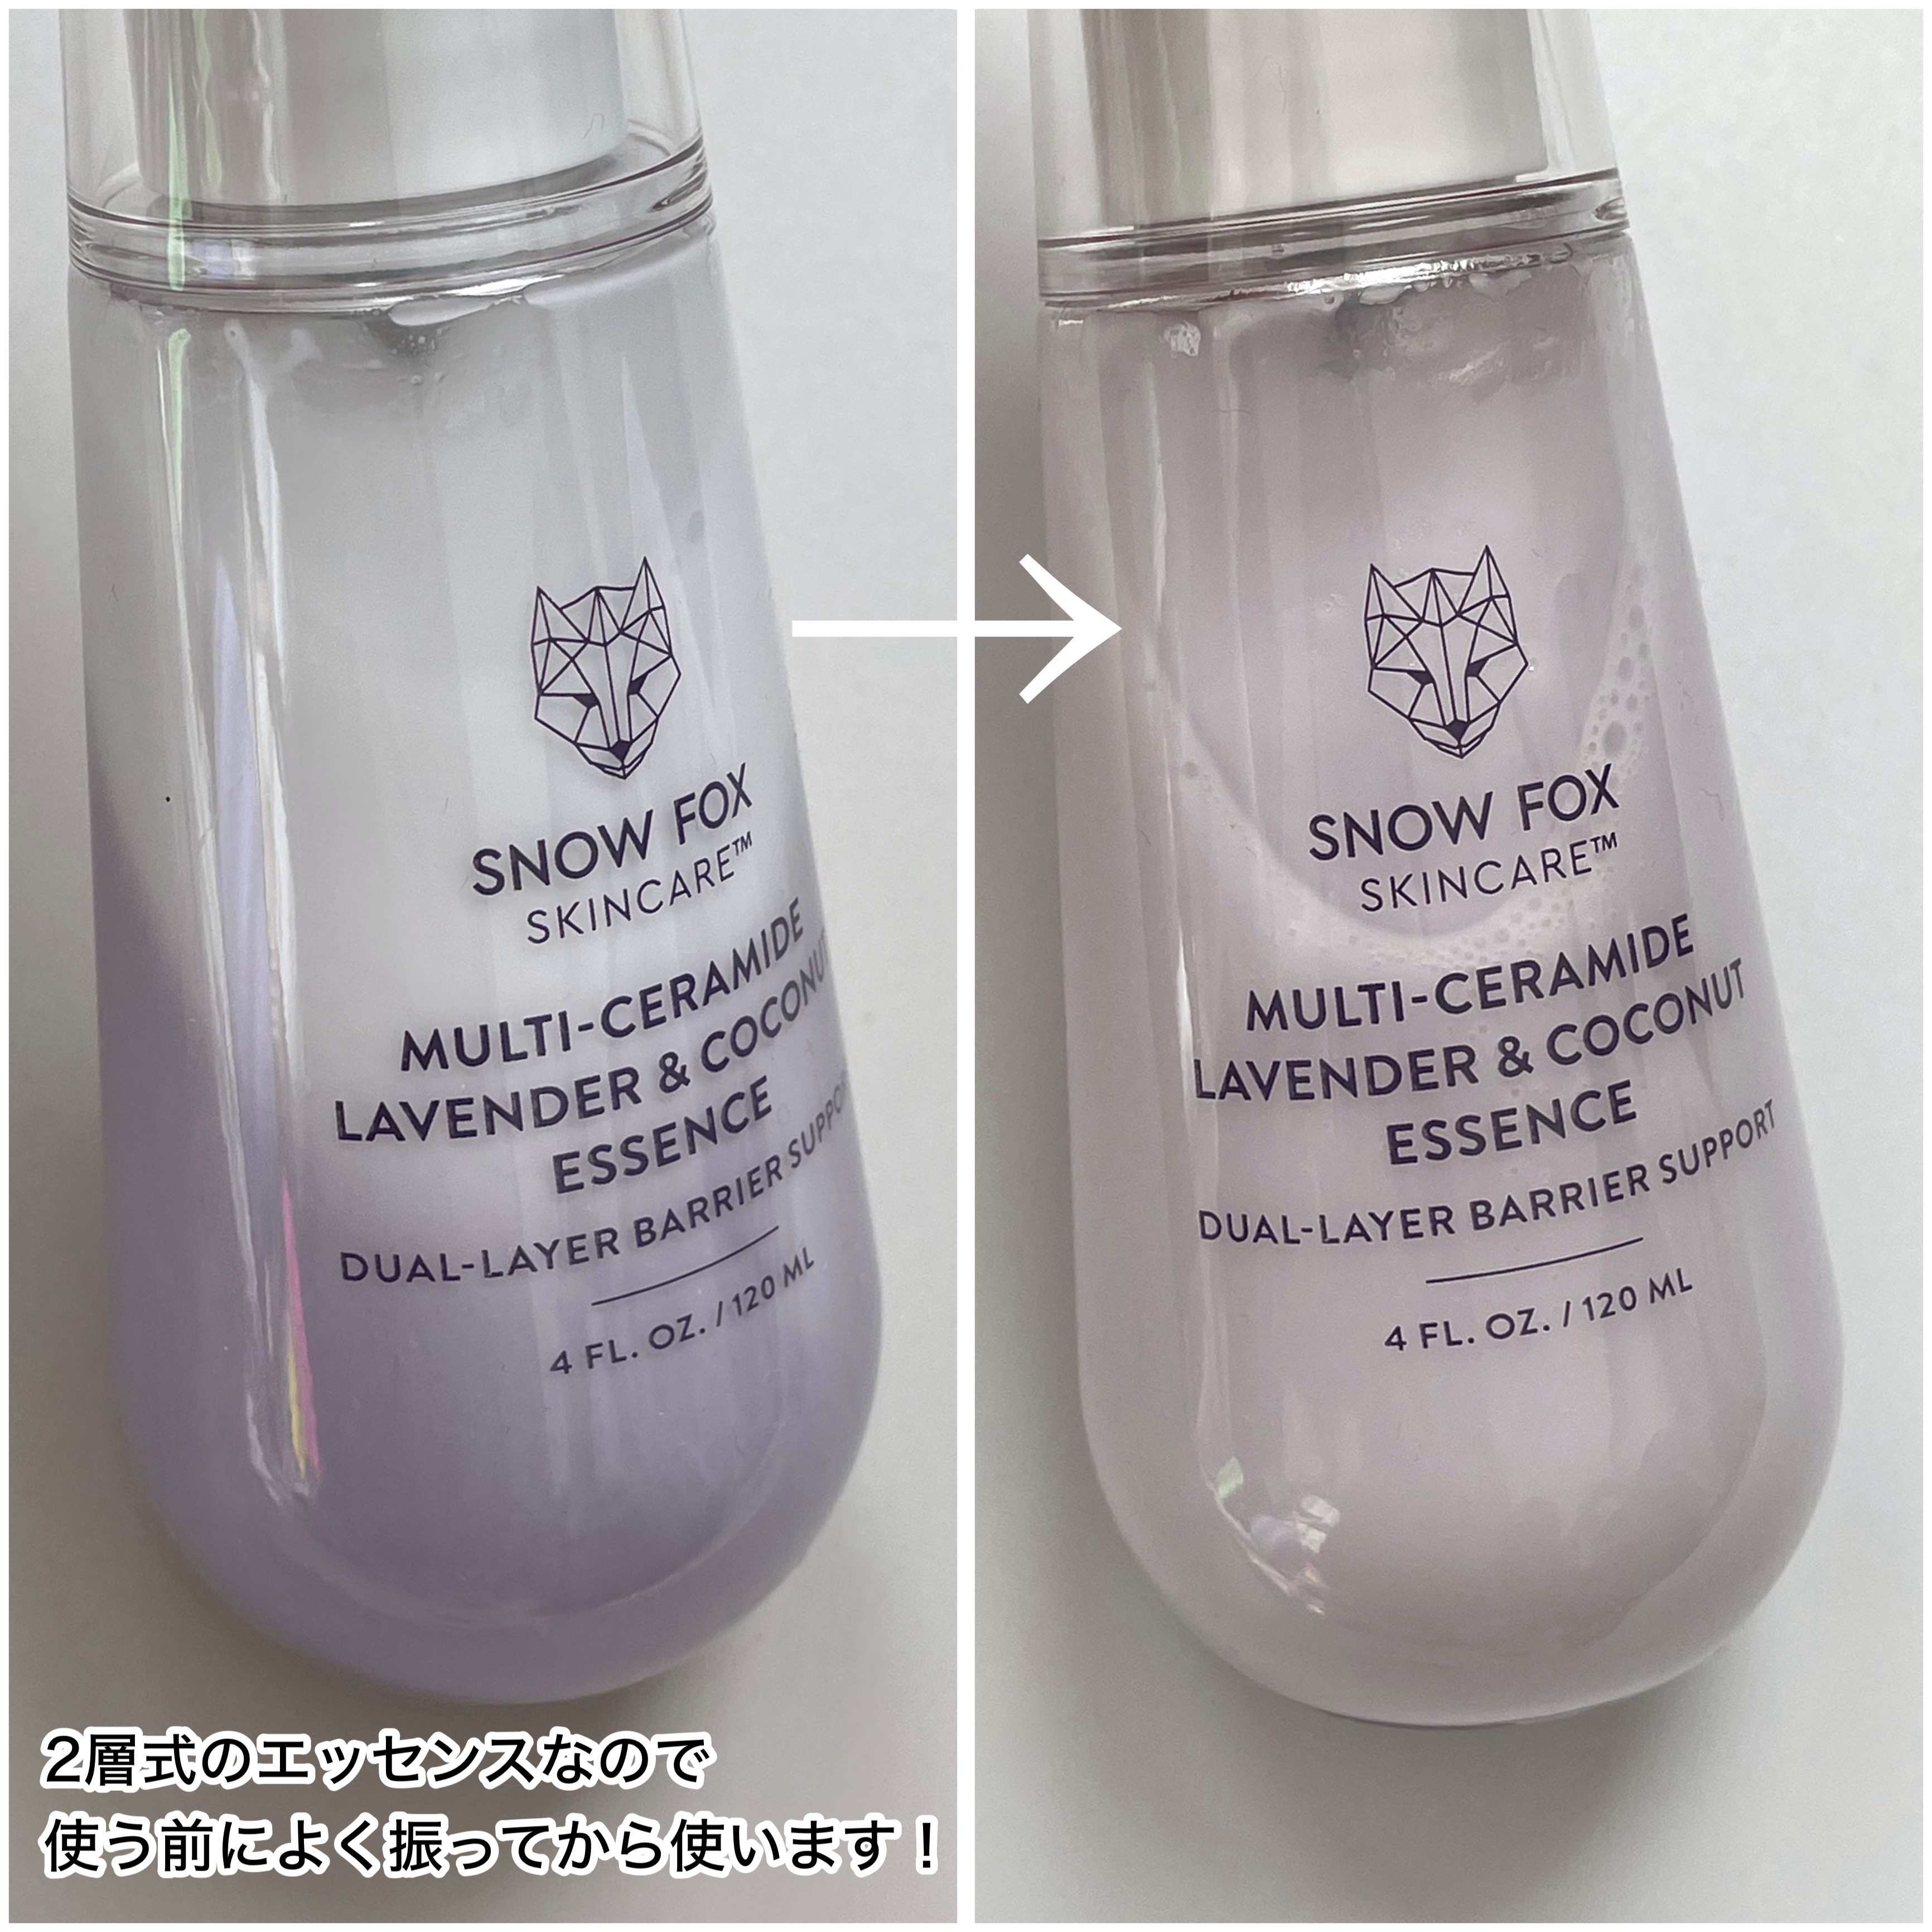 SNOW FOX
SKINCARE™
MULTI-CERAMIDE
LAVENDER & COCONUT
ESSENCE
DUAL-LAYER BARRIER SUPPORT
4 FL. OZ. / 120 ML
2層式のエッセンスなので
使う前によく振ってから使います！
SNOW FOX
SKINCARE™
MULTI-CERAMIDE
LAVENDER & COCONUT
ESSENCE
DUAL-LAYER BARRIER SUPPORT
4 FL. OZ. / 120 ML